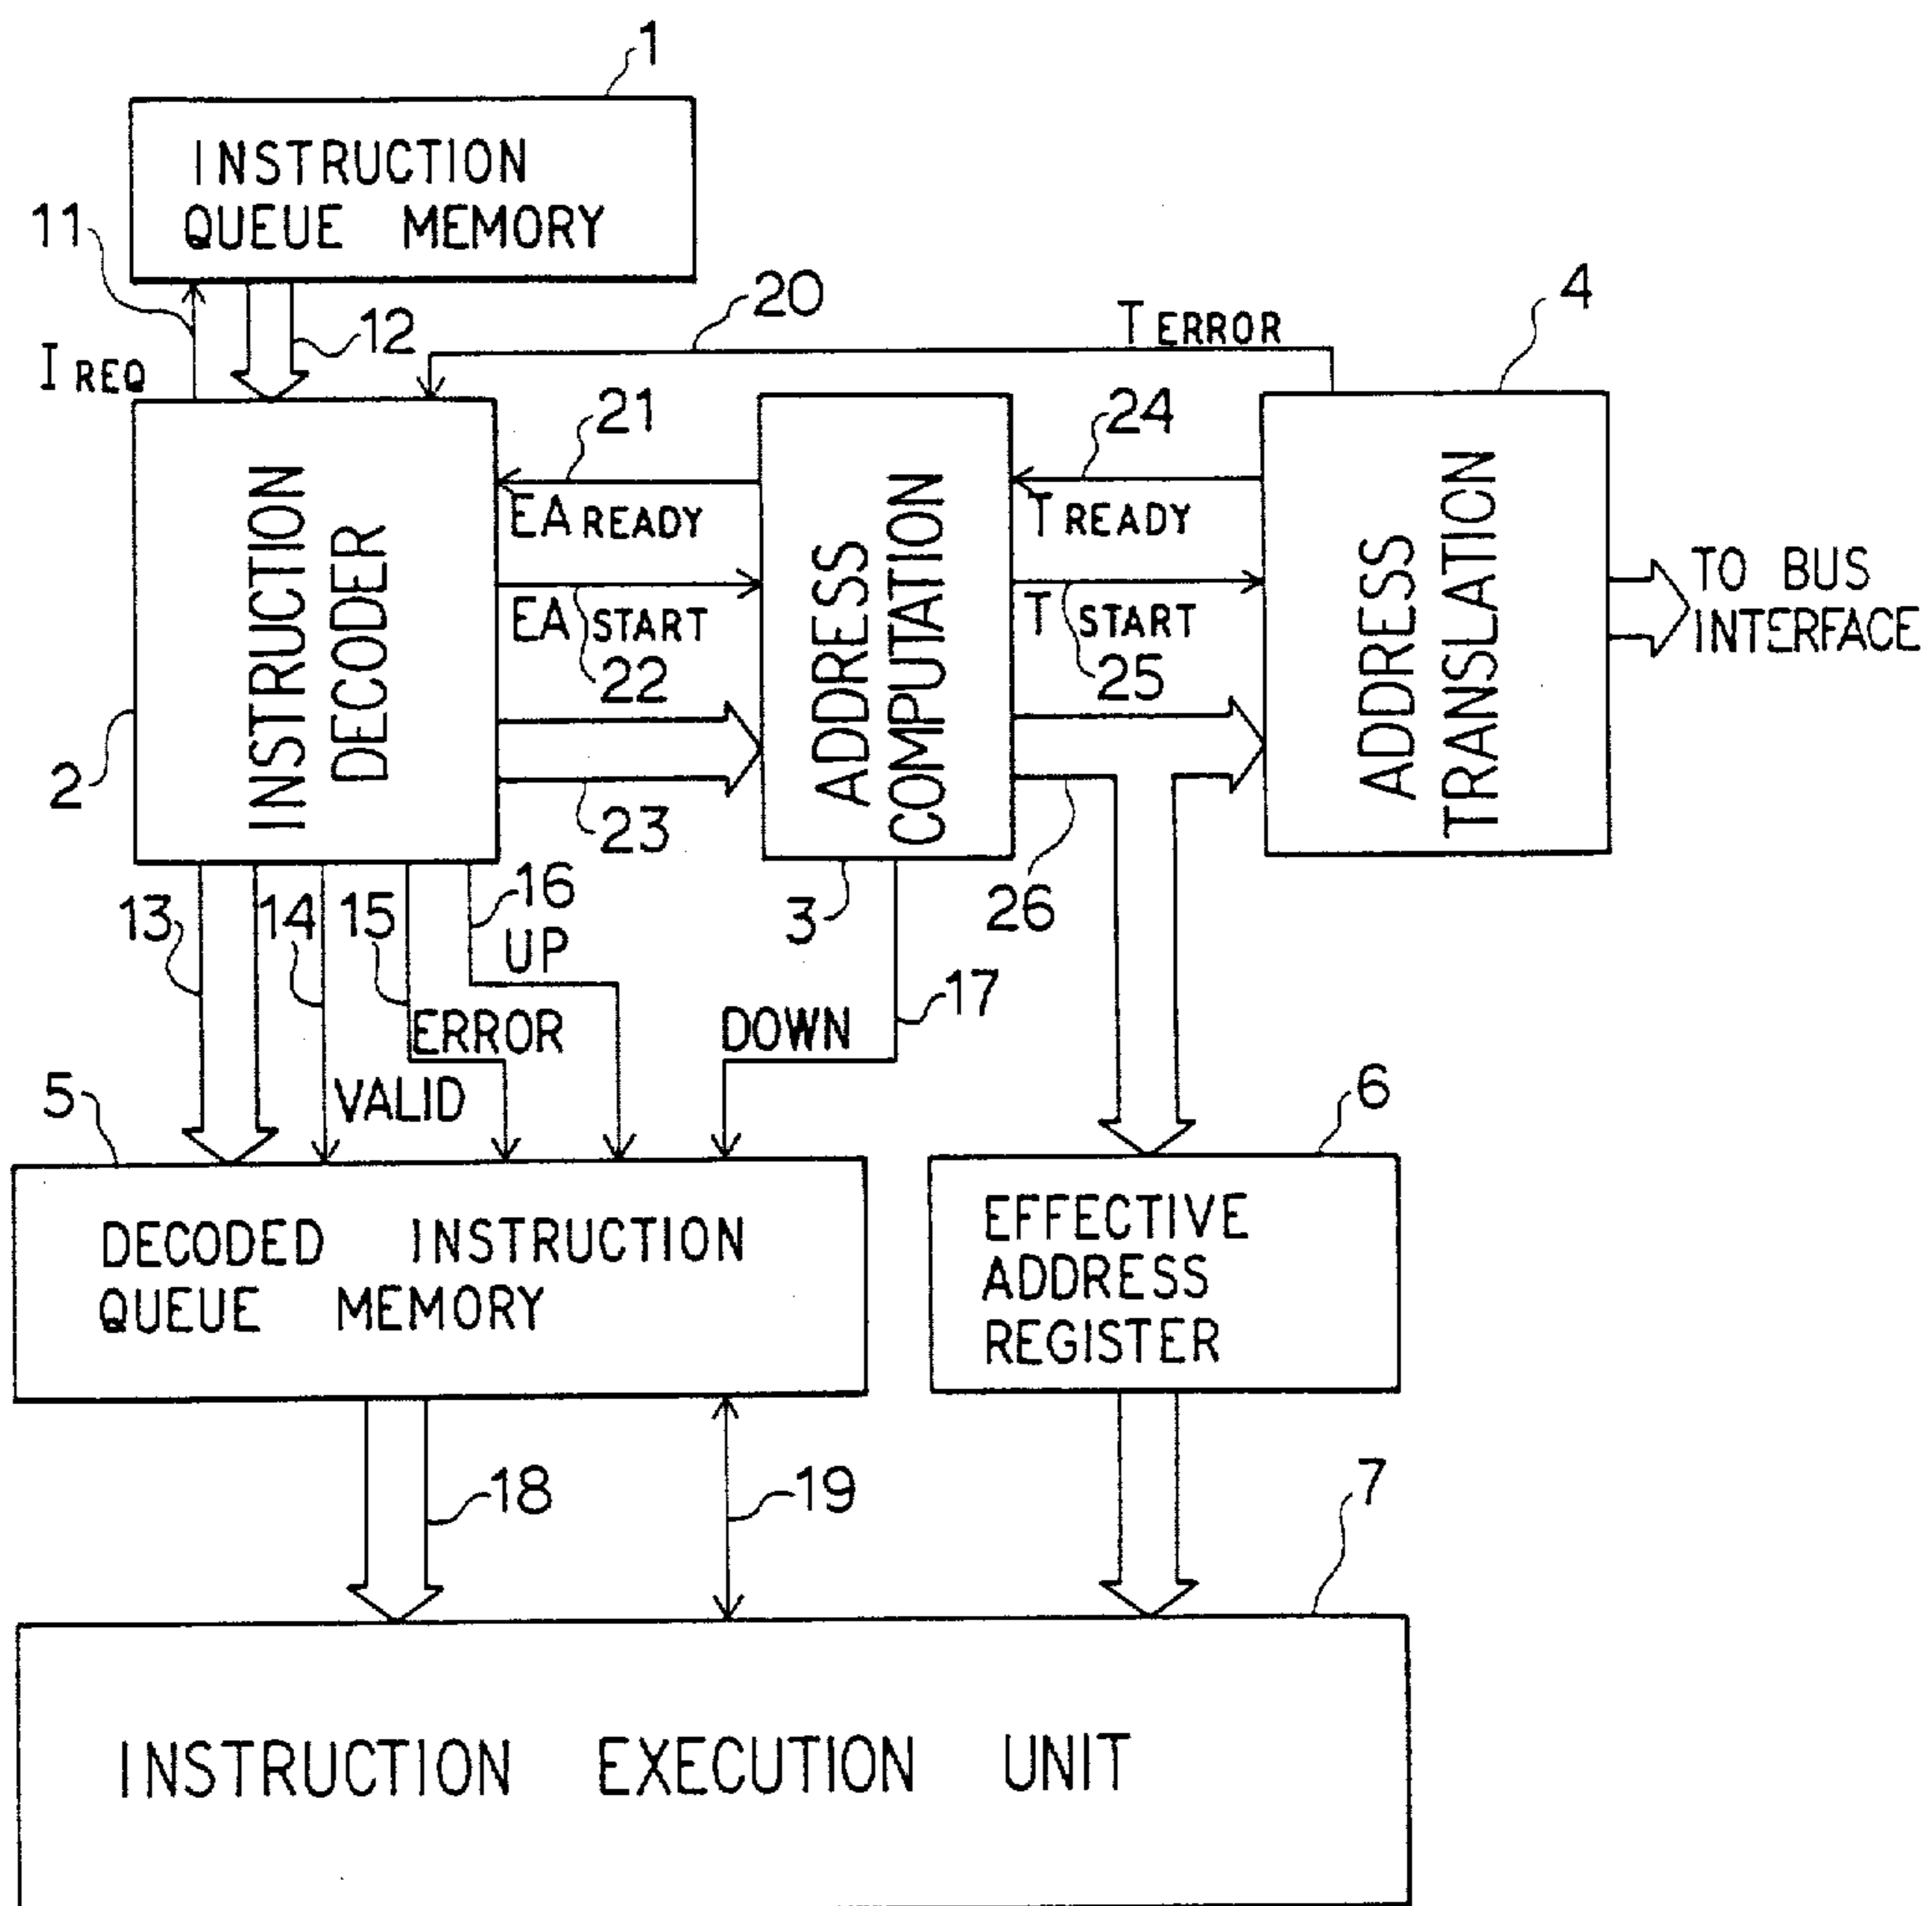 1
INSTRUCTION
QUEUE MEMORY
11
12
I REQ
20
T ERROR
4
21
24
EA READY
T READY
EA START
T START
22
25
23
INSTRUCTION
DECODER
ADDRESS
COMPUTATION
ADDRESS
TRANSLATION
TO BUS
INTERFACE
2
3
26
13
14
15
16
UP
17
ERROR
DOWN
VALID
5
6
DECODED INSTRUCTION
QUEUE MEMORY
EFFECTIVE
ADDRESS
REGISTER
18
19
7
INSTRUCTION EXECUTION UNIT